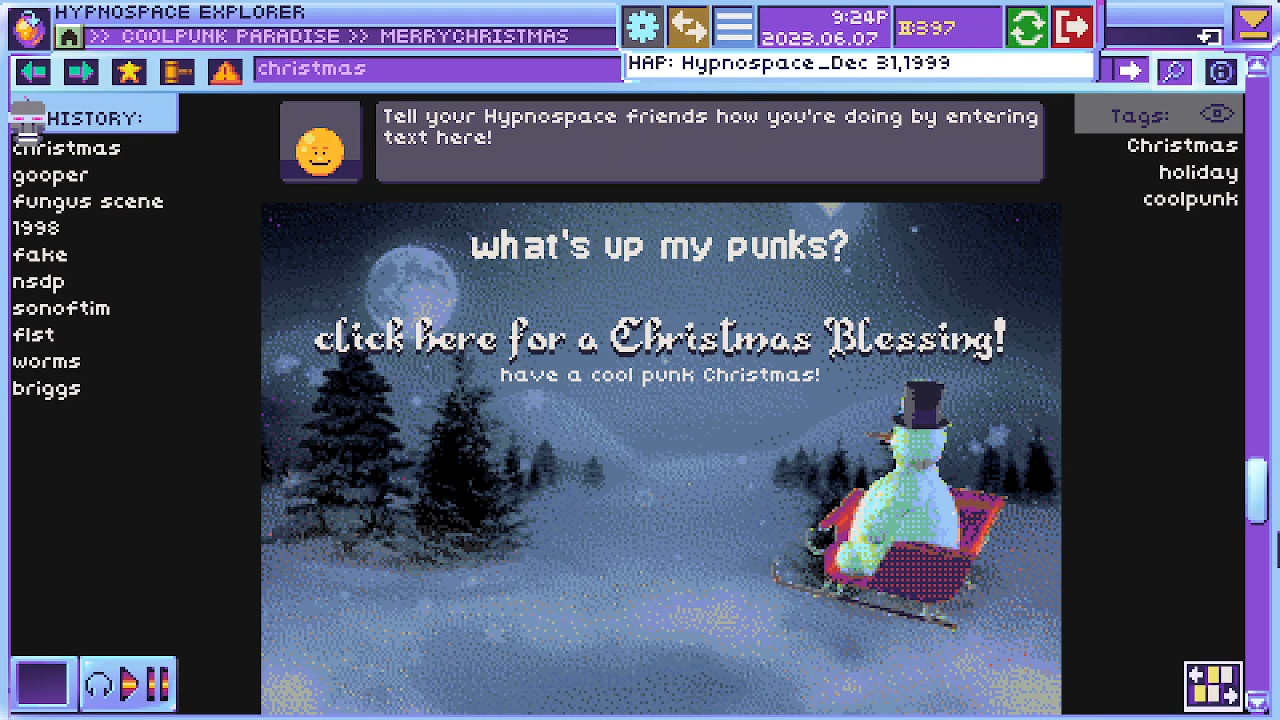 HYPNOSPACE EXPLORER
>> COOLPUNK PARADISE >> MERRYCHRISTMAS
9:24P
2023.06.07
397
christmas
HAP: Hypnospace_Dec 31,1999
HISTORY:
christmas
gooper
fungus scene
1998
fake
nsdp
sonoftim
flst
worms
briggs
Tell your Hypnospace friends how you're doing by entering
text here!
Tags:
Christmas
holiday
coolpunk
what's up my punks?
click here for a Christmas Blessing!
have a cool punk Christmas!